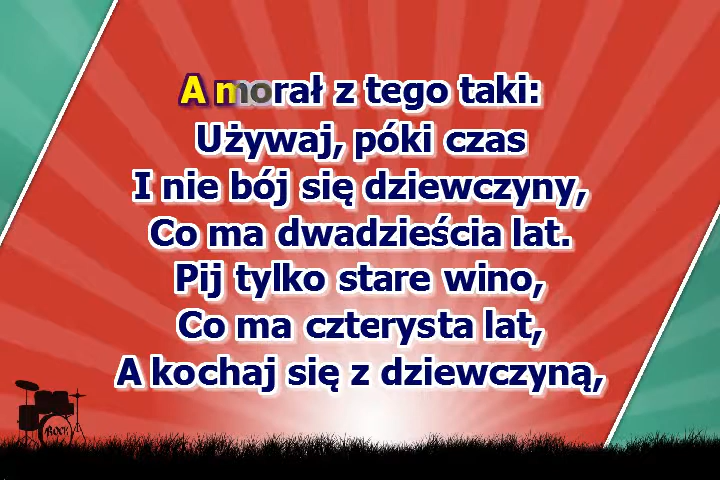 A morał z tego taki:
Używaj, póki czas
I nie bój się dziewczyny,
Co ma dwadzieścia lat.
Pij tylko stare wino,
Co ma czterysta lat,
A kochaj się z dziewczyną,
ROCK